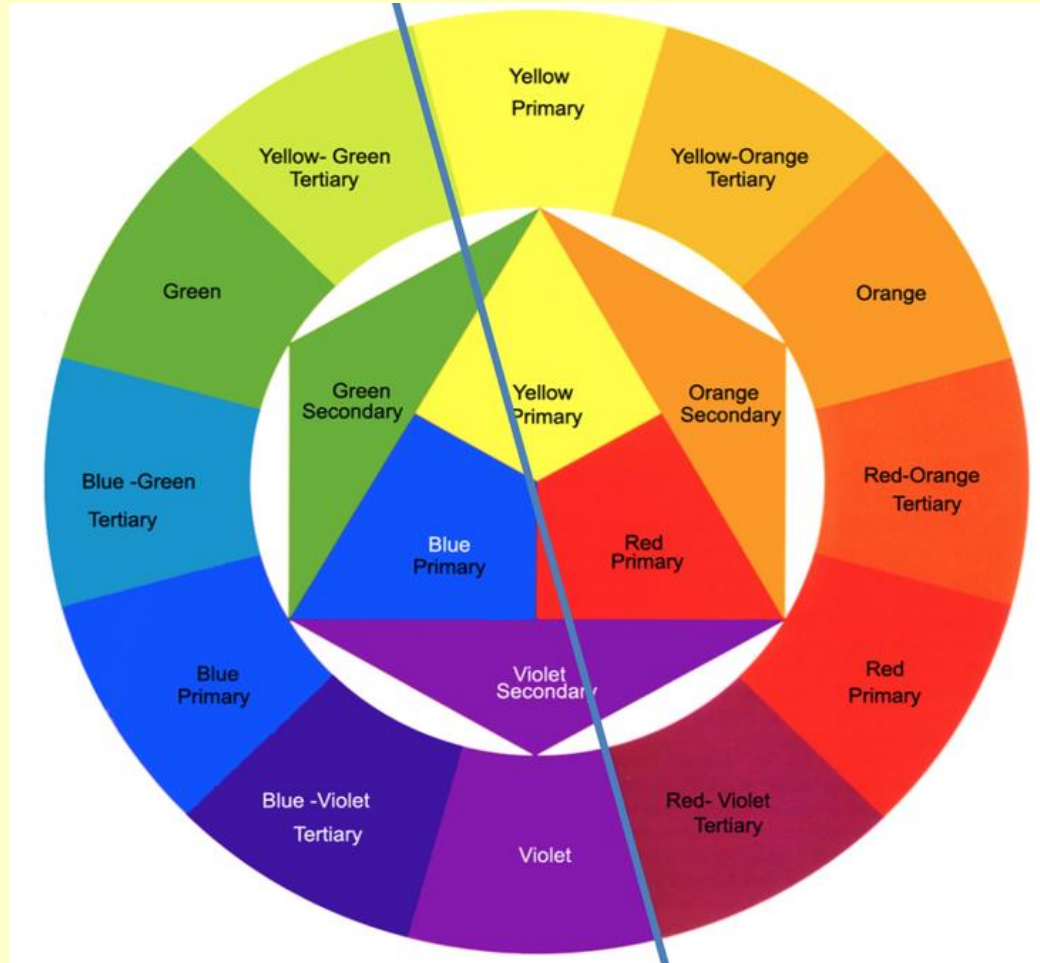 Yellow
Primary
Yellow- Green
Tertiary
Yellow-Orange
Tertiary
Green
Orange
Green
Secondary
Yellow
Primary
Orange
Secondary
Blue -Green
Tertiary
Red-Orange
Tertiary
Blue
Primary
Red
Primary
Blue
Primary
Violet
Secondary
Red
Primary
Blue -Violet
Tertiary
Red- Violet
Tertiary
Violet